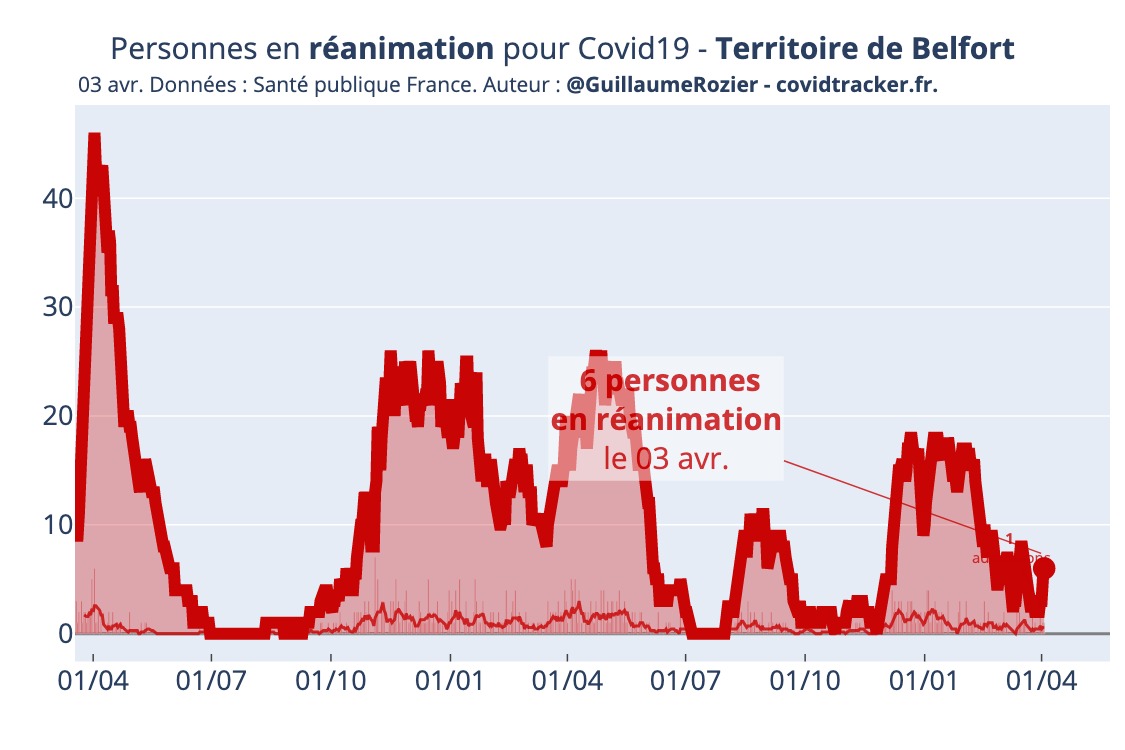 Personnes en réanimation pour Covid19 - Territoire de Belfort
03 avr. Données : Santé publique France. Auteur : @GuillaumeRozier - covidtracker.fr.
40
30
20
10
0
6 personnes
en réanimation
le 03 avr.
1
01/04 01/07 01/10 01/01 01/04 01/07 01/10 01/01 01/04